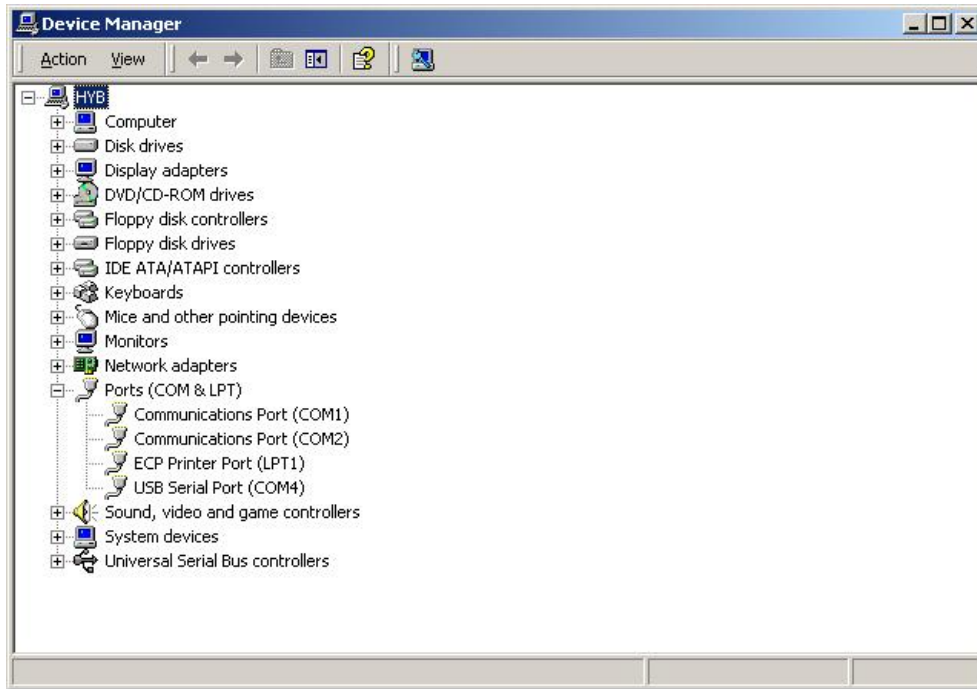 Device Manager
Action View
HYB
Computer
Disk drives
Display adapters
DVD/CD-ROM drives
Floppy disk controllers
Floppy disk drives
IDE ATA/ATAPI controllers
Keyboards
Mice and other pointing devices
Monitors
Network adapters
Ports (COM & LPT)
Communications Port (COM1)
Communications Port (COM2)
ECP Printer Port (LPT1)
USB Serial Port (COM4)
Sound, video and game controllers
System devices
Universal Serial Bus controllers